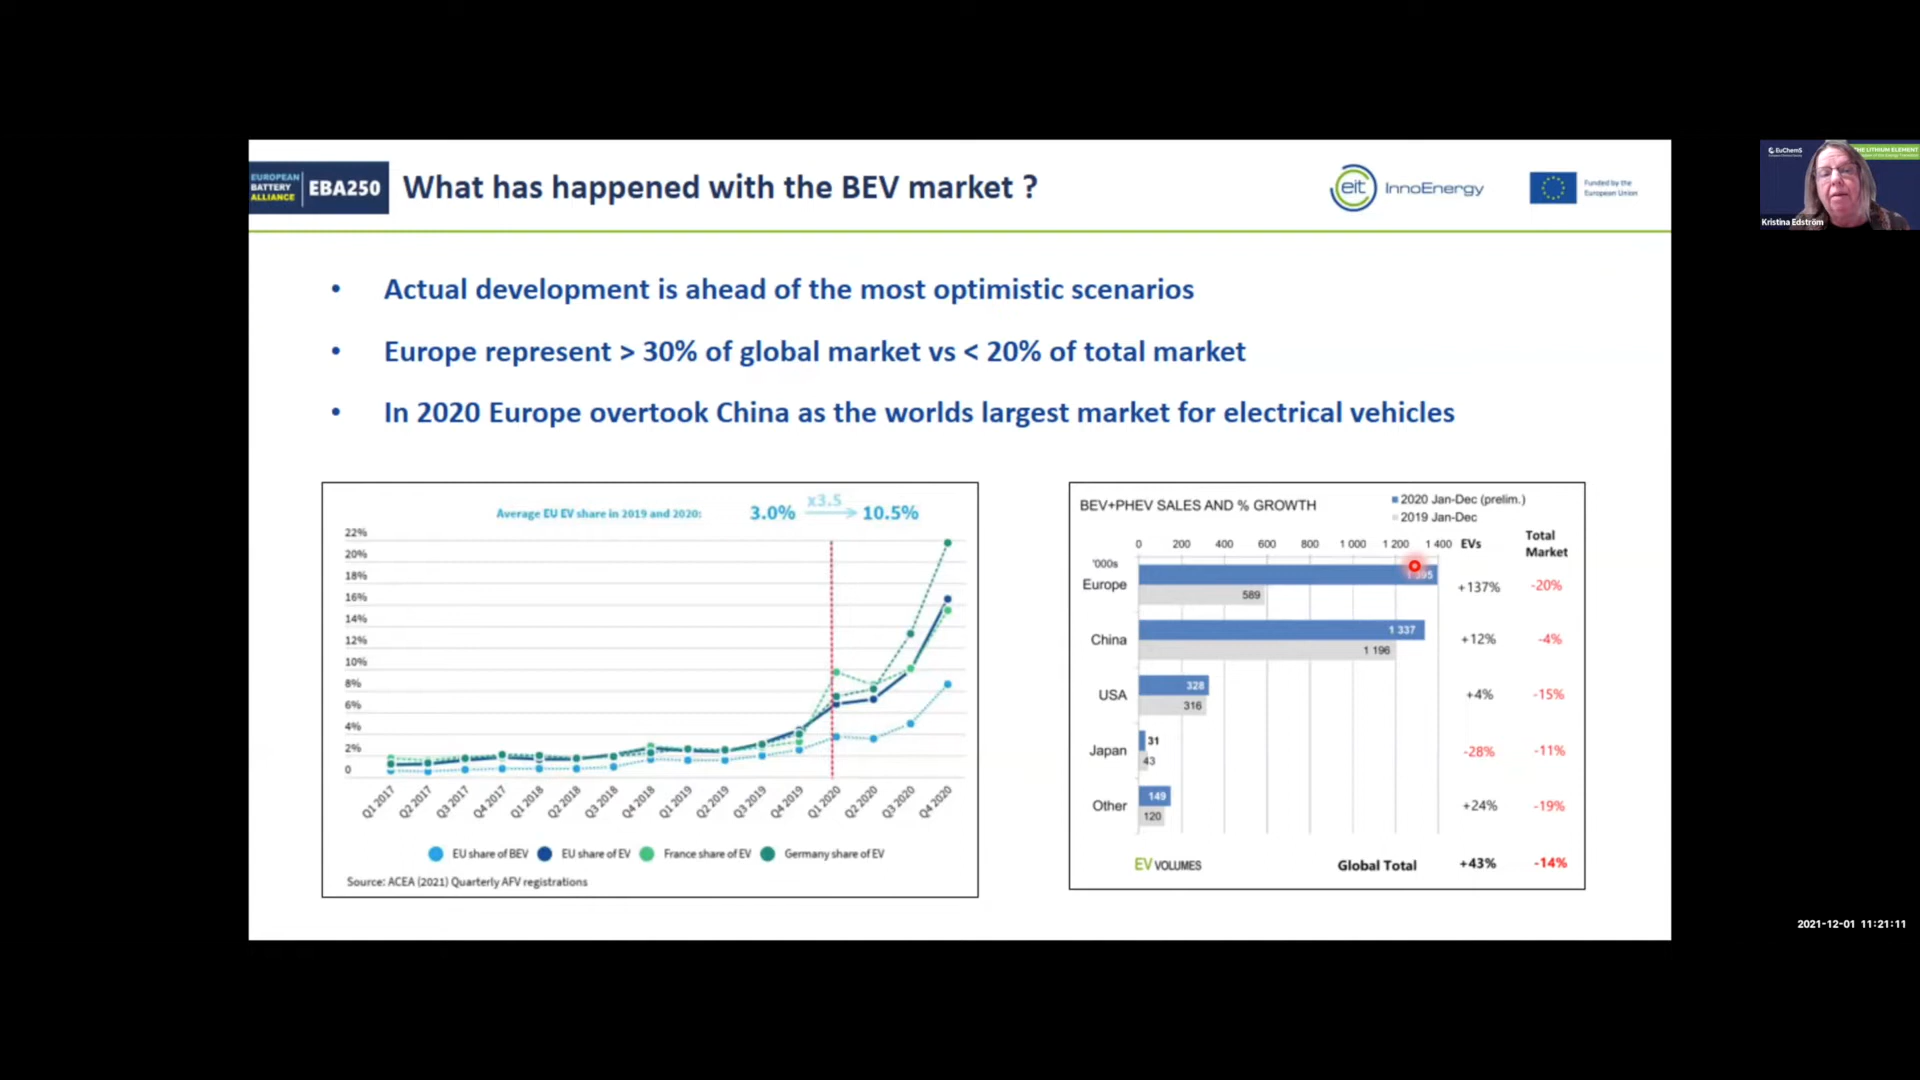 EUROPEAN
BATTERY
ALLIANCE
EBA250
What has happened with the BEV market ?
eit InnoEnergy
Funded by the
European Union
EuChemS
THE LITHIUM ELEMENT
Kristina Edström
• Actual development is ahead of the most optimistic scenarios
• Europe represent > 30% of global market vs < 20% of total market
• In 2020 Europe overtook China as the worlds largest market for electrical vehicles
Average EU EV share in 2019 and 2020: 3.0% x3.5 10.5%
22%
20%
18%
16%
14%
12%
10%
8%
6%
4%
2%
0
Q1 2017 Q2 2017 Q3 2017 Q4 2017 Q1 2018 Q2 2018 Q3 2018 Q4 2018 Q1 2019 Q2 2019 Q3 2019 Q4 2019 Q1 2020 Q2 2020 Q3 2020 Q4 2020
EU share of BEV EU share of EV France share of EV Germany share of EV
Source: ACEA (2021) Quarterly AFV registrations
BEV+PHEV SALES AND % GROWTH
2020 Jan-Dec (prelim.)
2019 Jan-Dec
0 200 400 600 800 1 000 1 200 1 400 EVs Total Market
'000s
Europe 589 +137% -20%
China 1 337 1 196 +12% -4%
USA 328 316 +4% -15%
Japan 31 43 -28% -11%
Other 149 120 +24% -19%
EV VOLUMES Global Total +43% -14%
2021-12-01 11:21:11